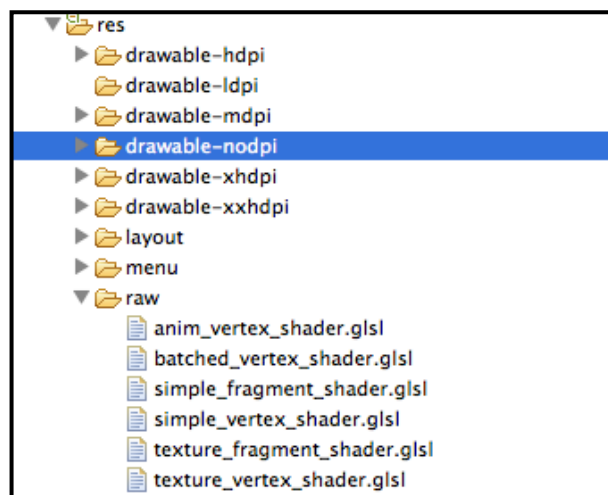 res
drawable-hdpi
drawable-ldpi
drawable-mdpi
drawable-nodpi
drawable-xhdpi
drawable-xxhdpi
layout
menu
raw
anim_vertex_shader.glsl
batched_vertex_shader.glsl
simple_fragment_shader.glsl
simple_vertex_shader.glsl
texture_fragment_shader.glsl
texture_vertex_shader.glsl